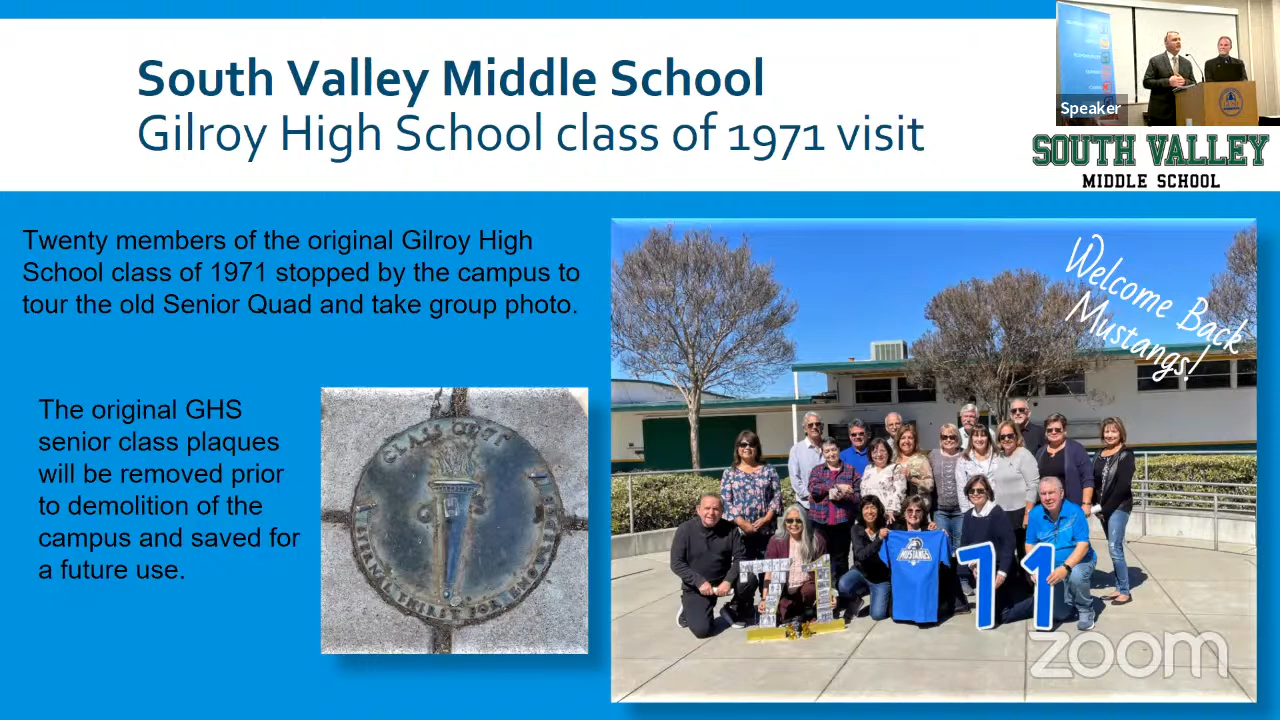 South Valley Middle School
Gilroy High School class of 1971 visit
Speaker
SOUTH VALLEY
MIDDLE SCHOOL
Twenty members of the original Gilroy High
School class of 1971 stopped by the campus to
tour the old Senior Quad and take group photo.
The original GHS
senior class plaques
will be removed prior
to demolition of the
campus and saved for
a future use.
CLASS OF
Welcome Back
Mustangs!
MUSTANGS
71
zoom